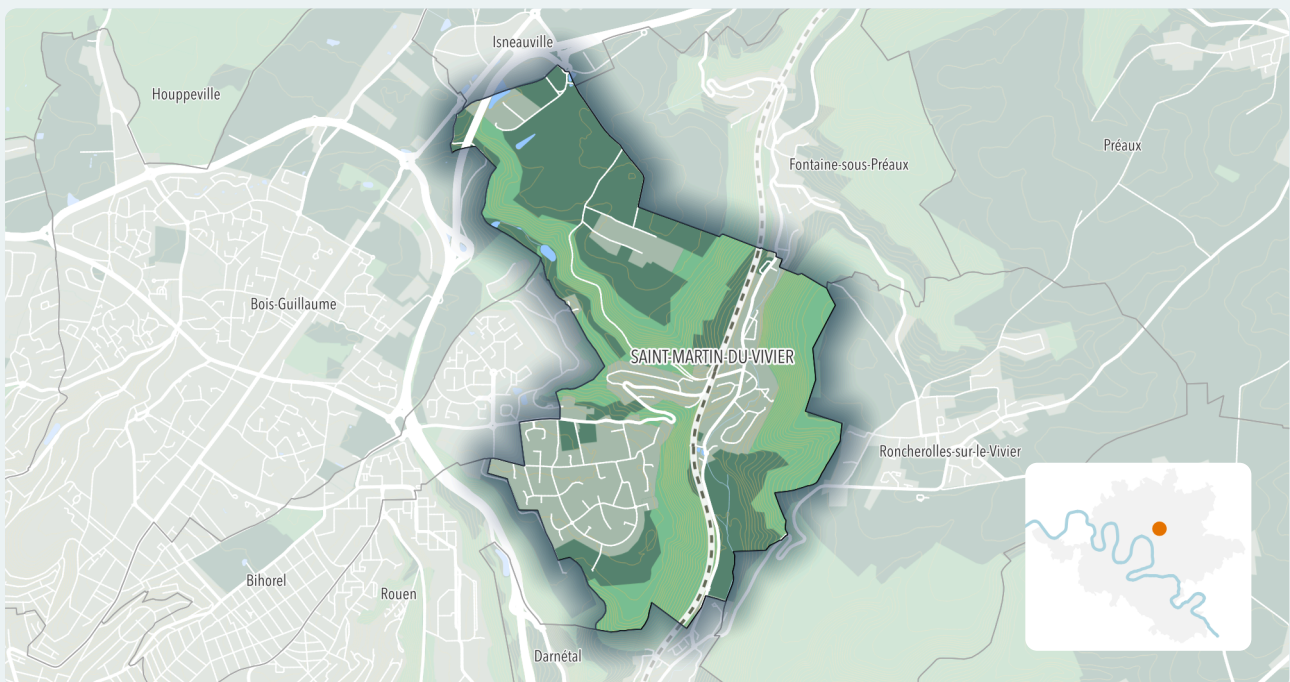 Isneauville
Houppeville
Préaux
Fontaine-sous-Préaux
Bois-Guillaume
SAINT-MARTIN-DU-VIVIER
Roncherolles-sur-le-Vivier
Bihorel
Rouen
Darnétal